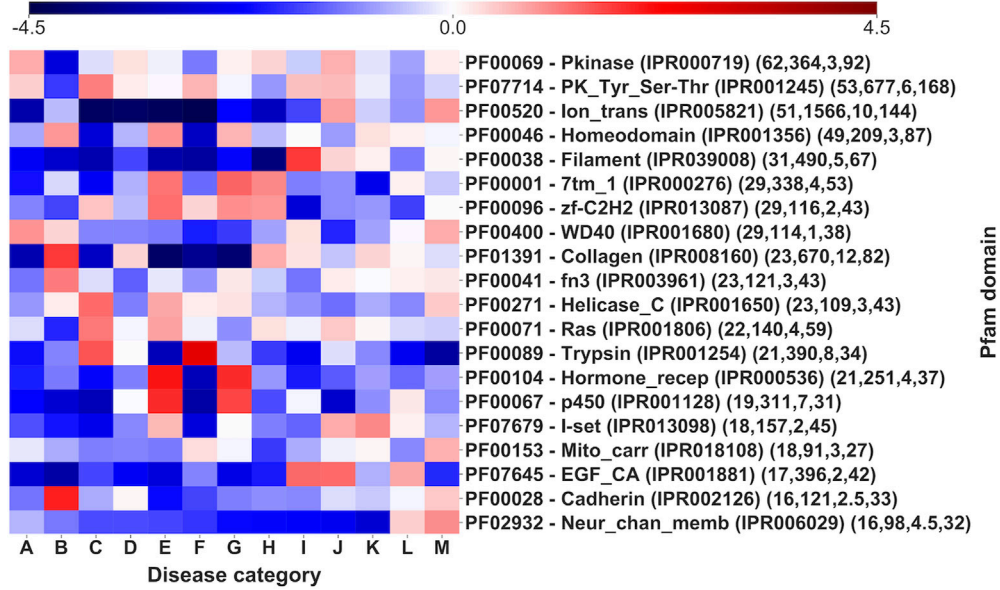 -4.5 0.0 4.5
PF00069 - Pkinase (IPR000719) (62,364,3,92)
PF07714 - PK_Tyr_Ser-Thr (IPR001245) (53,677,6,168)
PF00520 - Ion_trans (IPR005821) (51,1566,10,144)
PF00046 - Homeodomain (IPR001356) (49,209,3,87)
PF00038 - Filament (IPR039008) (31,490,5,67)
PF00001 - 7tm_1 (IPR000276) (29,338,4,53)
PF00096 - zf-C2H2 (IPR013087) (29,116,2,43)
PF00400 - WD40 (IPR001680) (29,114,1,38)
PF01391 - Collagen (IPR008160) (23,670,12,82)
PF00041 - fn3 (IPR003961) (23,121,3,43)
PF00271 - Helicase_C (IPR001650) (23,109,3,43)
PF00071 - Ras (IPR001806) (22,140,4,59)
PF00089 - Trypsin (IPR001254) (21,390,8,34)
PF00104 - Hormone_recep (IPR000536) (21,251,4,37)
PF00067 - p450 (IPR001128) (19,311,7,31)
PF07679 - I-set (IPR013098) (18,157,2,45)
PF00153 - Mito_carr (IPR018108) (18,91,3,27)
PF07645 - EGF_CA (IPR001881) (17,396,2,42)
PF00028 - Cadherin (IPR002126) (16,121,2.5,33)
PF02932 - Neur_chan_memb (IPR006029) (16,98,4.5,32)
Pfam domain
A B C D E F G H I J K L M
Disease category